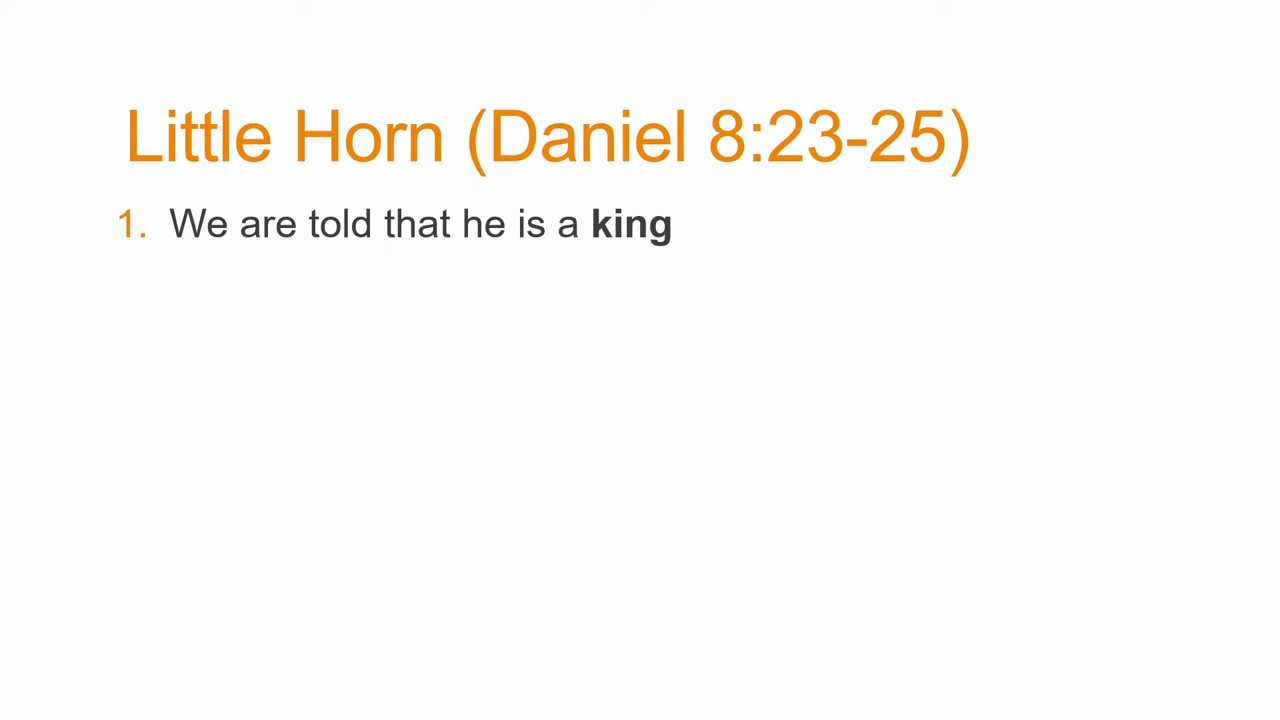 Little Horn (Daniel 8:23-25)
1. We are told that he is a king